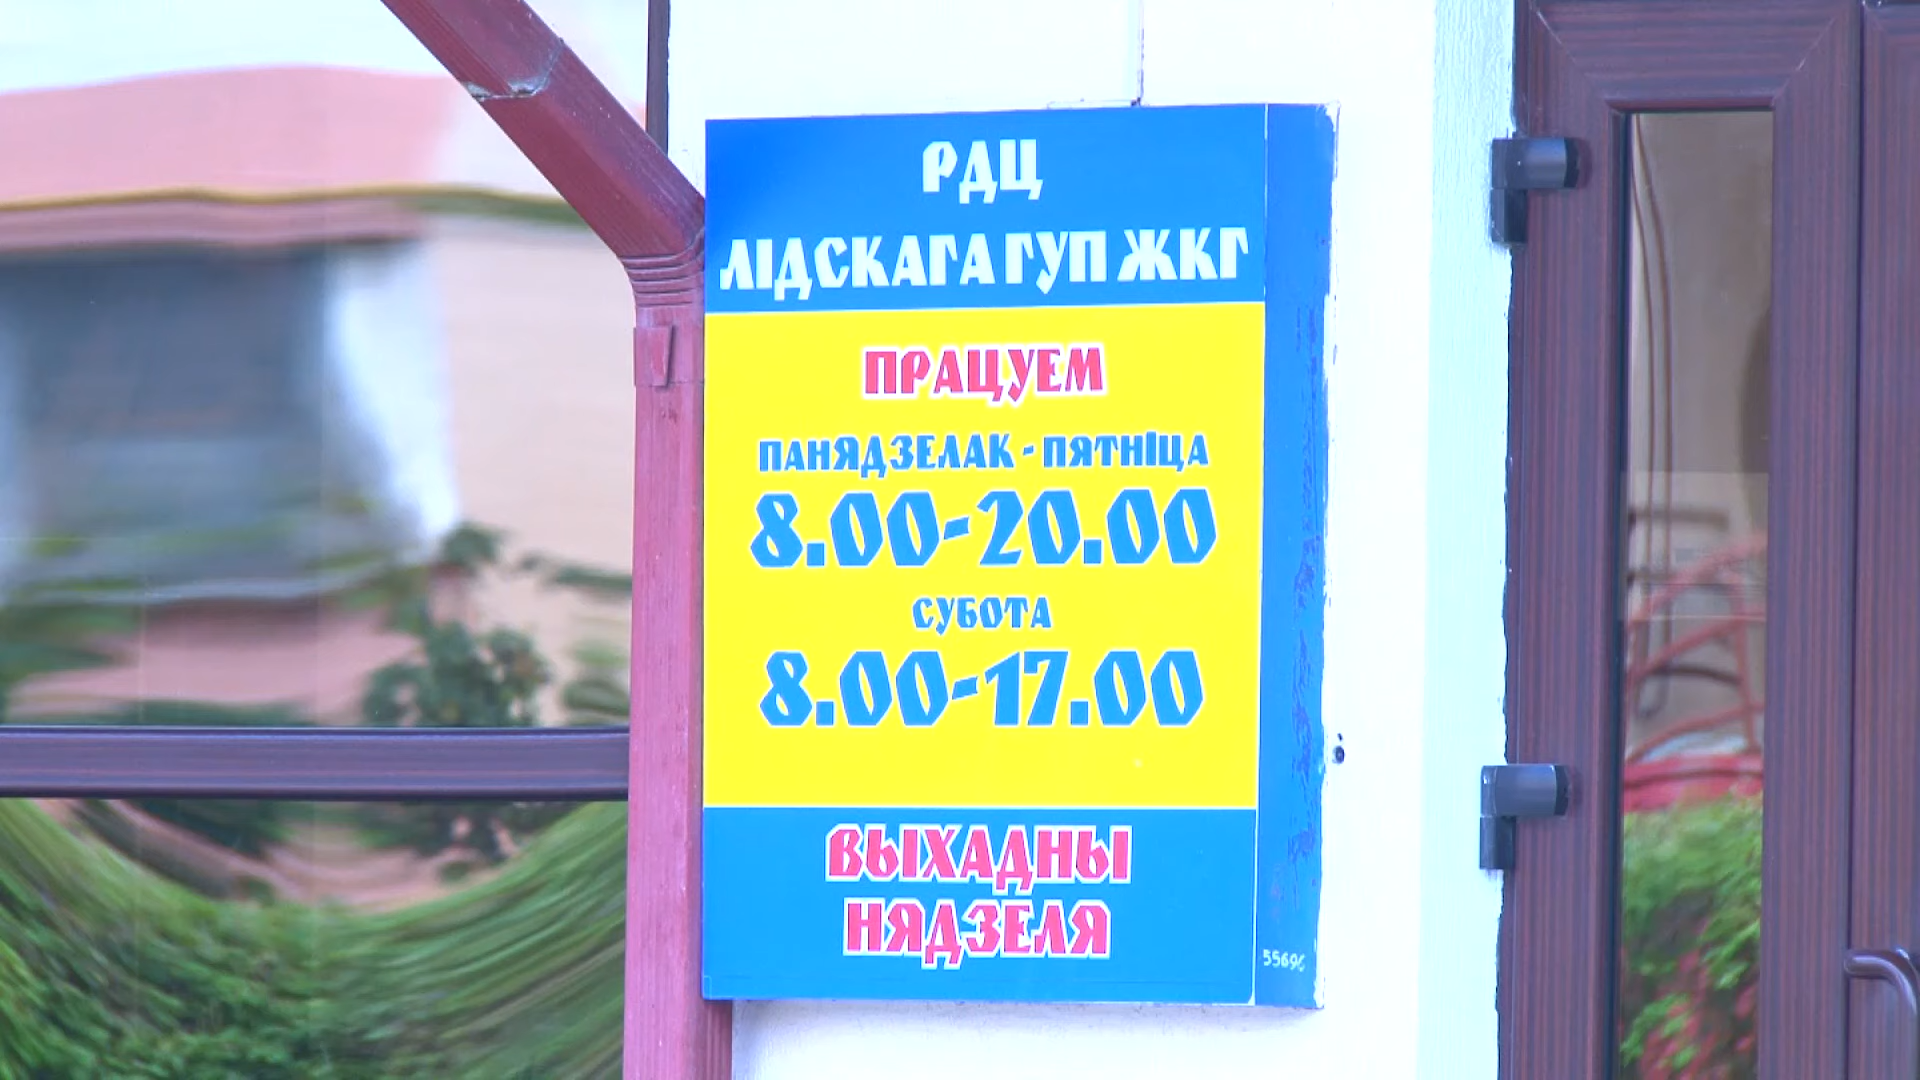 РДЦ
ЛІДСКАГА ГУП ЖКГ
ПРАЦУЕМ
ПАНЯДЗЕЛАК - ПЯТНІЦА
8.00-20.00
СУБОТА
8.00-17.00
ВЫХАДНЫ
НЯДЗЕЛЯ